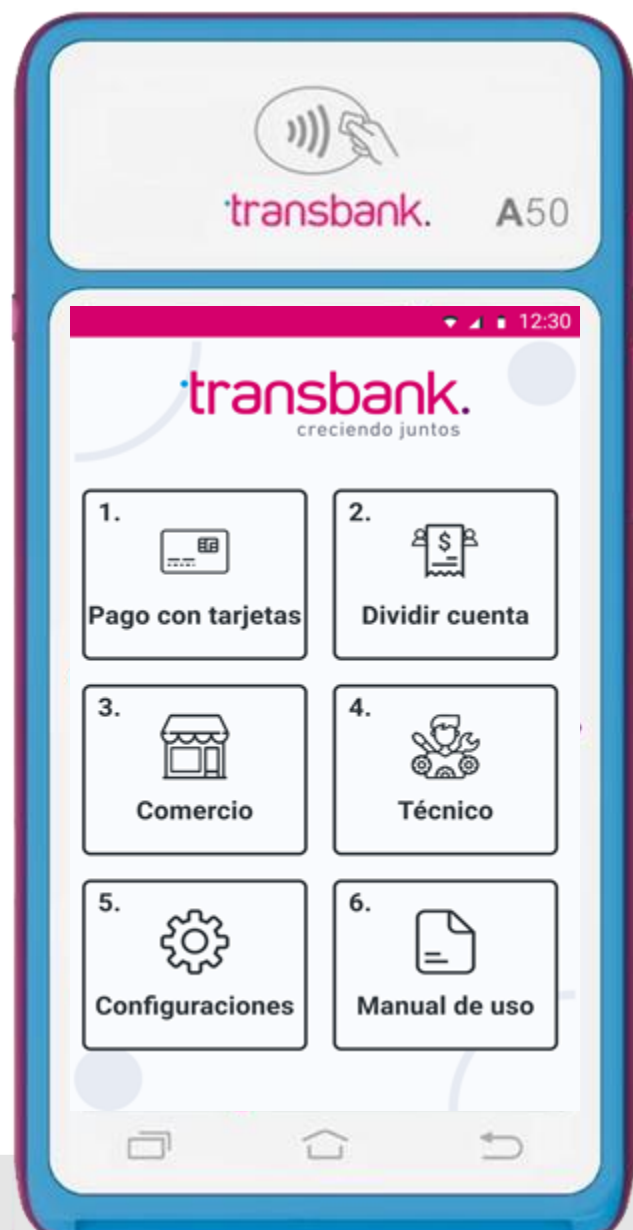 transbank.
A50
12:30
transbank.
creciendo juntos
1.
Pago con tarjetas
2.
$
Dividir cuenta
3.
Comercio
4.
Técnico
5.
Configuraciones
6.
Manual de uso